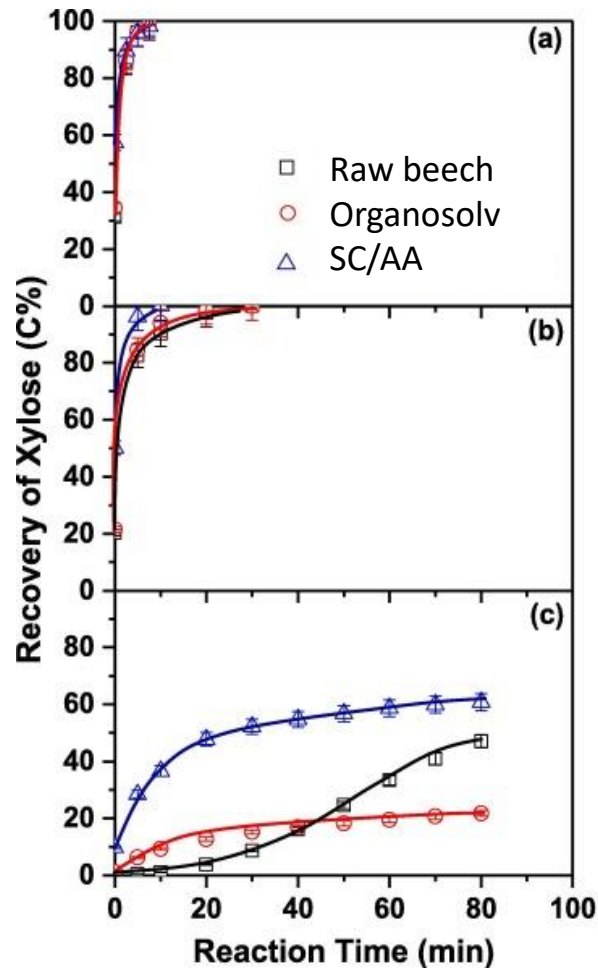 Recovery of Xylose (C%)
(a)
100
80
60
40
20
0
Raw beech
Organosolv
SC/AA
(b)
80
60
40
20
0
(c)
80
60
40
20
0
0 20 40 60 80 100
Reaction Time (min)